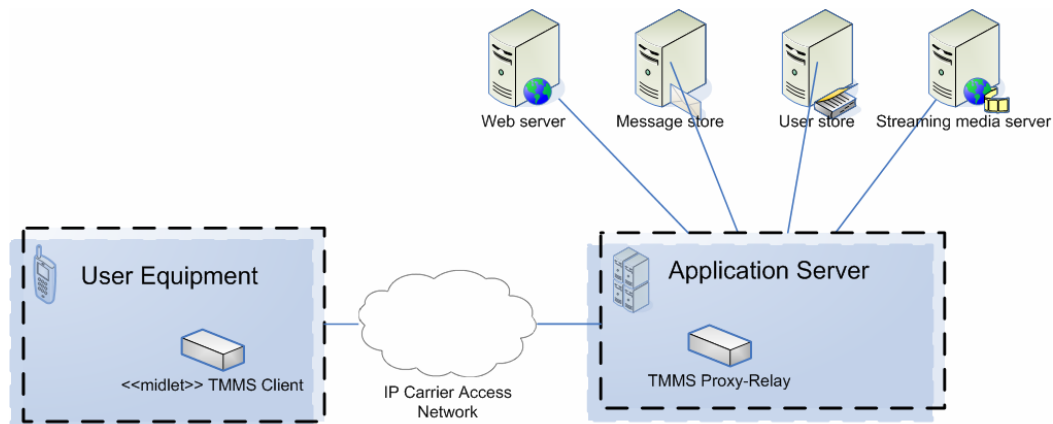 Web server
Message store
User store
Streaming media server
User Equipment
Application Server
<<midlet>> TMMS Client
IP Carrier Access
Network
TMMS Proxy-Relay